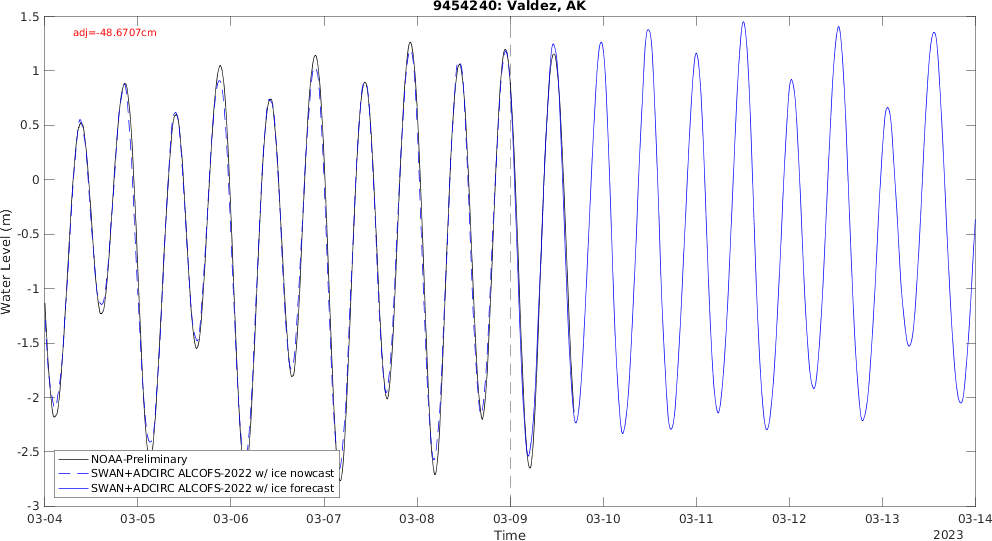 9454240: Valdez, AK
adj=-48.6707cm
1.5
1
0.5
0
-0.5
-1
-1.5
-2
-2.5
-3
Water Level (m)
NOAA-Preliminary
SWAN+ADCIRC ALCOFS-2022 w/ ice nowcast
SWAN+ADCIRC ALCOFS-2022 w/ ice forecast
03-04 03-05 03-06 03-07 03-08 03-09 03-10 03-11 03-12 03-13 03-14
Time
2023